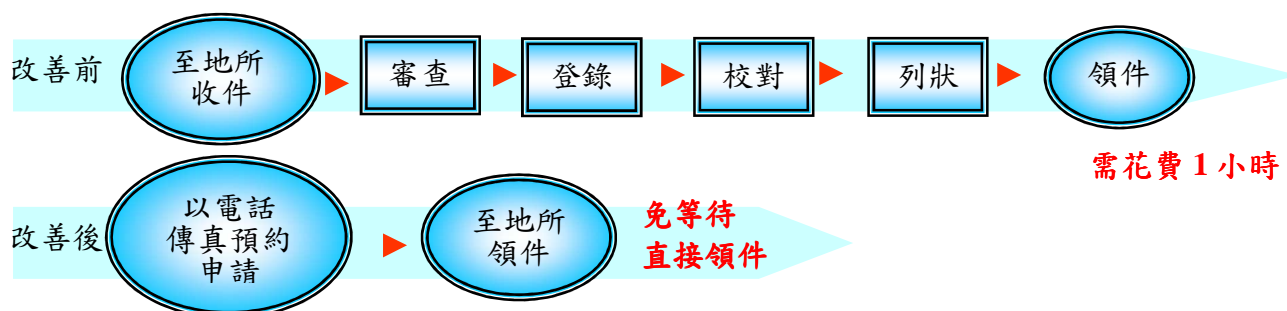 改善前
至地所
收件
審查
登錄
校對
列狀
領件
需花費 1 小時
改善後
以電話
傳真預約
申請
至地所
領件
免等待
直接領件